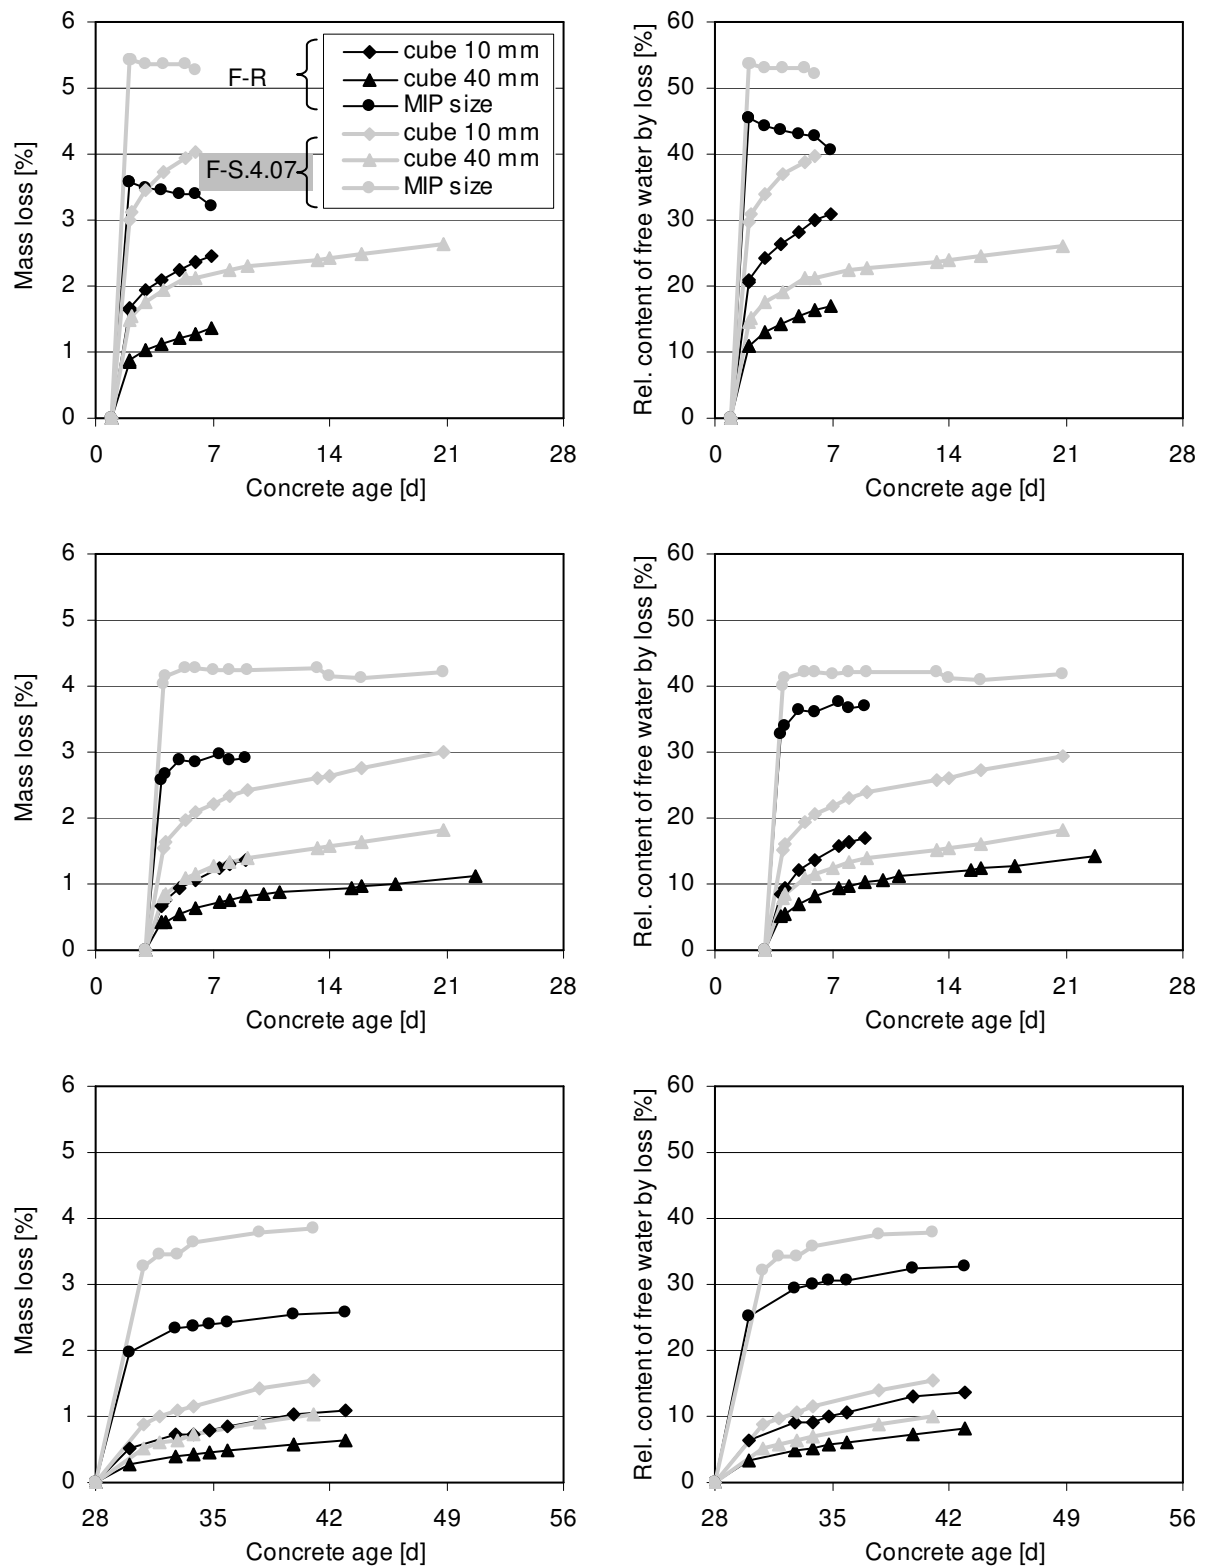 Mass loss [%]
6
5
4
3
2
1
0
0 7 14 21 28
Concrete age [d]
F-R
F-S.4.07
cube 10 mm
cube 40 mm
MIP size
cube 10 mm
cube 40 mm
MIP size
Rel. content of free water by loss [%]
60
50
40
30
20
10
0
0 7 14 21 28
Concrete age [d]
Mass loss [%]
6
5
4
3
2
1
0
0 7 14 21 28
Concrete age [d]
Rel. content of free water by loss [%]
60
50
40
30
20
10
0
0 7 14 21 28
Concrete age [d]
Mass loss [%]
6
5
4
3
2
1
0
28 35 42 49 56
Concrete age [d]
Rel. content of free water by loss [%]
60
50
40
30
20
10
0
28 35 42 49 56
Concrete age [d]